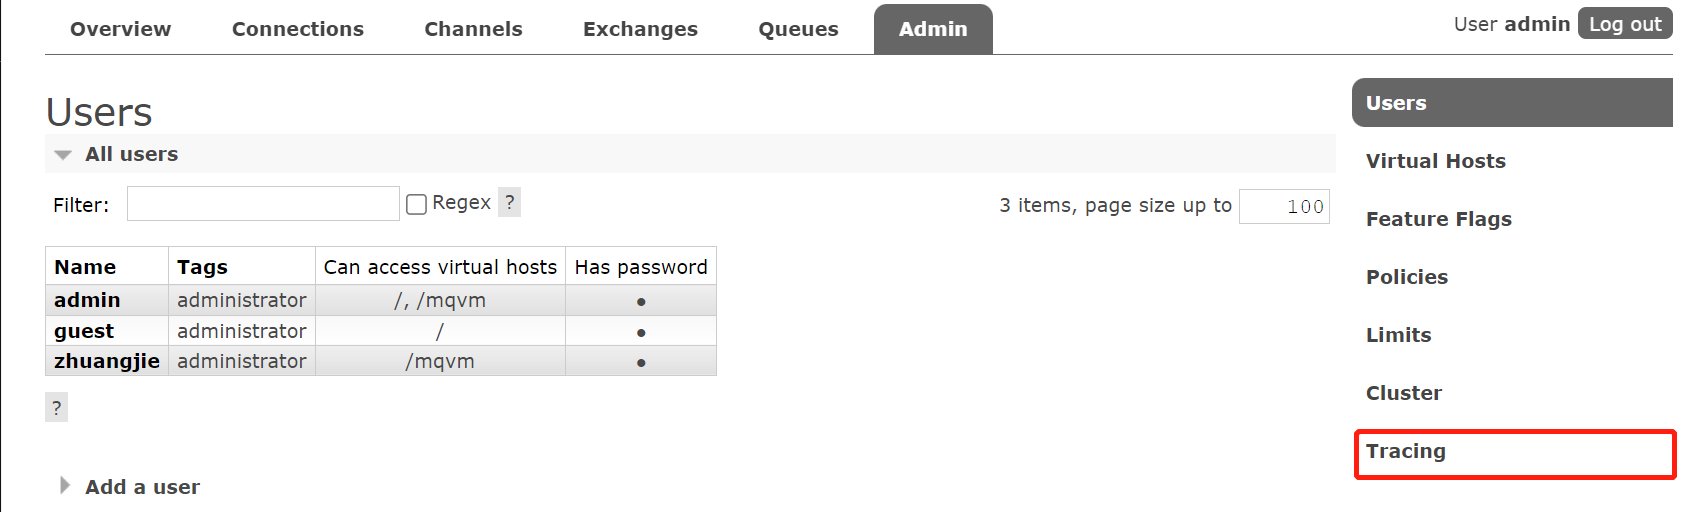 Overview Connections Channels Exchanges Queues Admin
User admin Log out
Users
All users
Filter: Regex ? 3 items, page size up to 100
Name Tags Can access virtual hosts Has password
admin administrator /, /mqvm ●
guest administrator / ●
zhuangjie administrator /mqvm ●
?
Add a user
Users
Virtual Hosts
Feature Flags
Policies
Limits
Cluster
Tracing